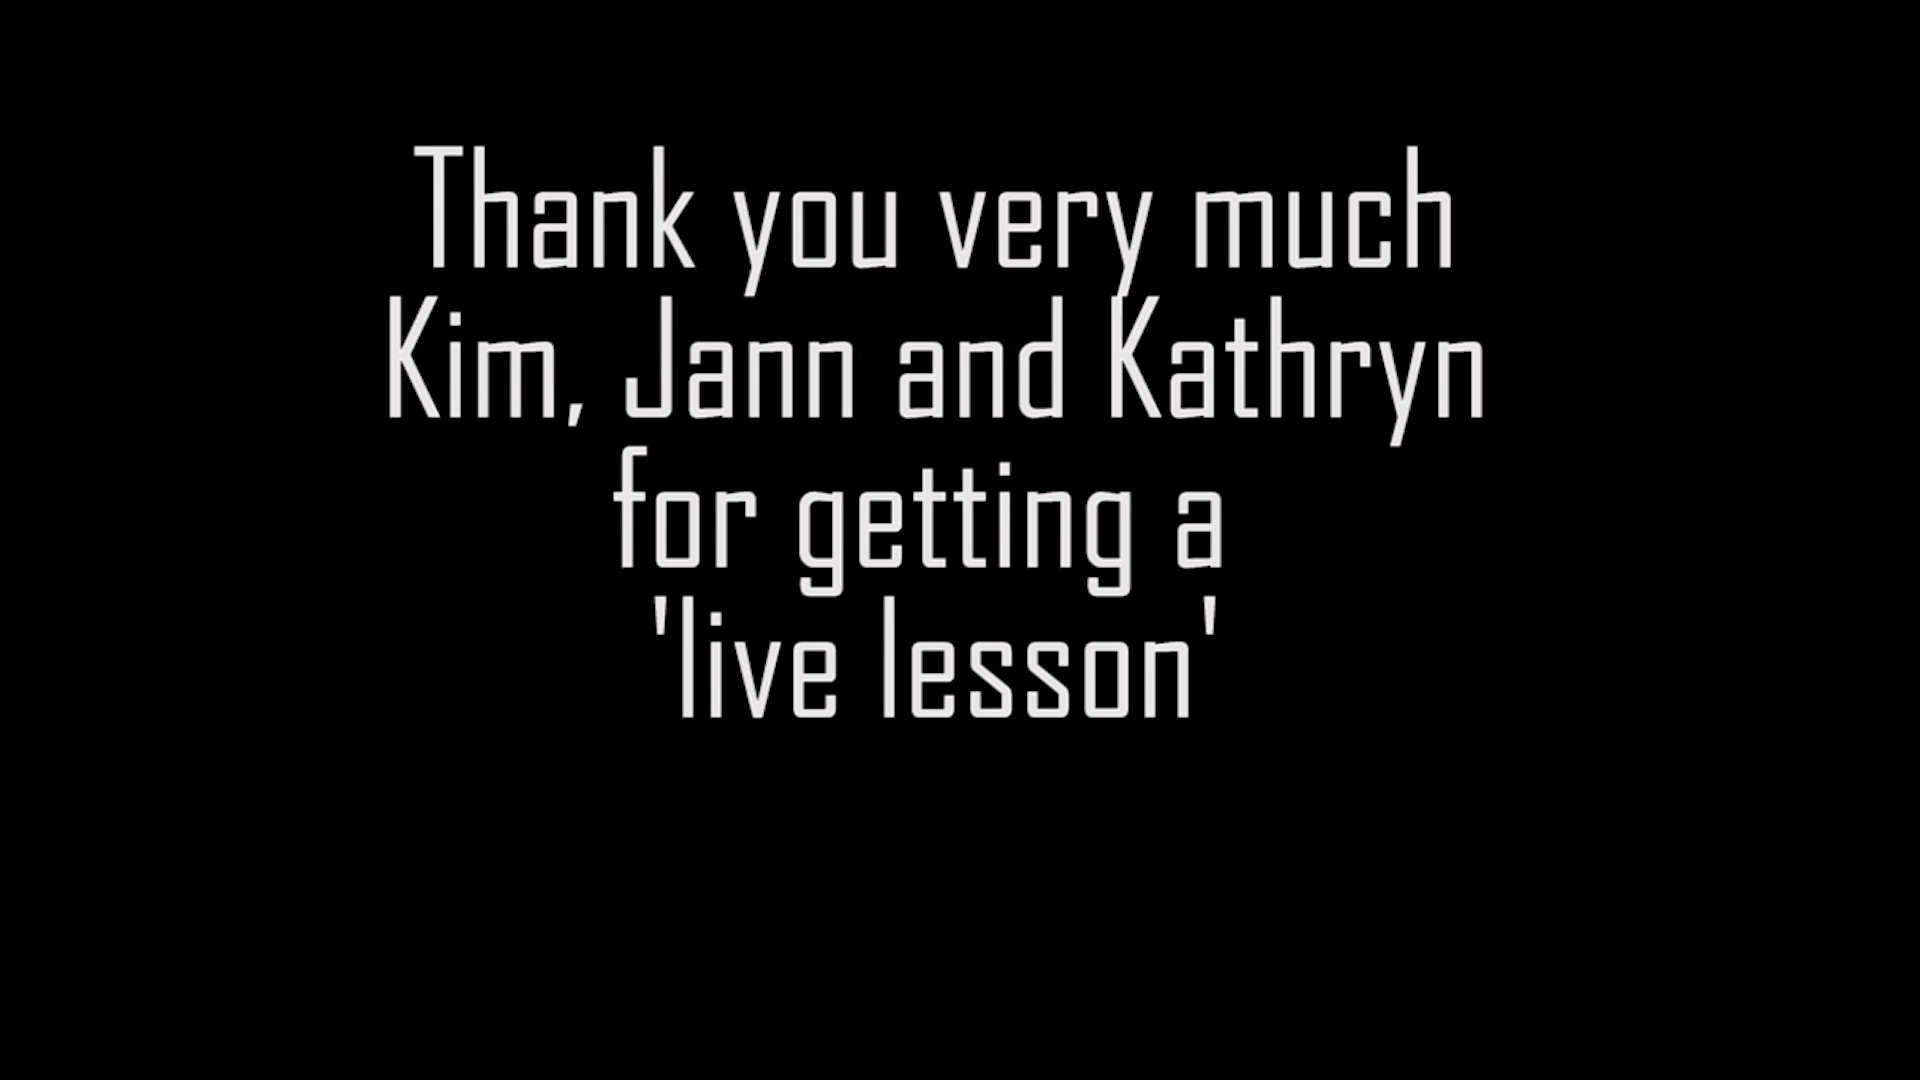 Thank you very much
Kim, Jann and Kathryn
for getting a
'live lesson'